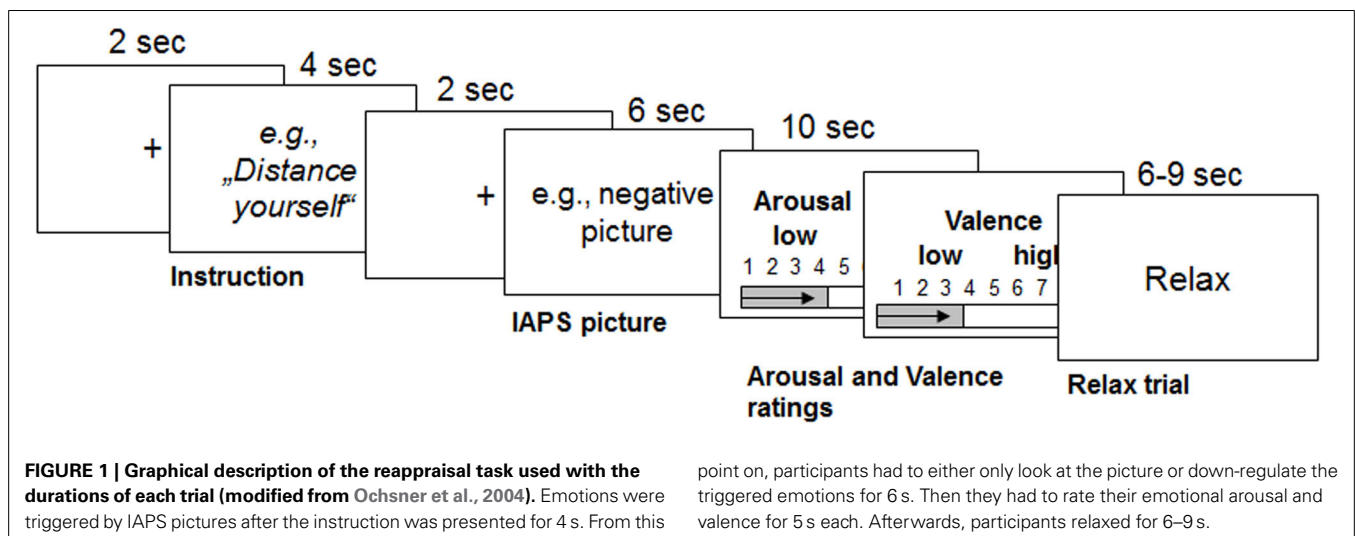 2 sec
+
4 sec
e.g.,
„Distance
yourself“
Instruction
2 sec
+
6 sec
e.g., negative
picture
IAPS picture
10 sec
Arousal
low
1 2 3 4 5
Valence
low high
1 2 3 4 5 6 7
Arousal and Valence
ratings
6-9 sec
Relax
Relax trial
FIGURE 1 | Graphical description of the reappraisal task used with the
durations of each trial (modified from Ochsner et al., 2004). Emotions were
triggered by IAPS pictures after the instruction was presented for 4 s. From this
point on, participants had to either only look at the picture or down-regulate the
triggered emotions for 6 s. Then they had to rate their emotional arousal and
valence for 5 s each. Afterwards, participants relaxed for 6–9 s.